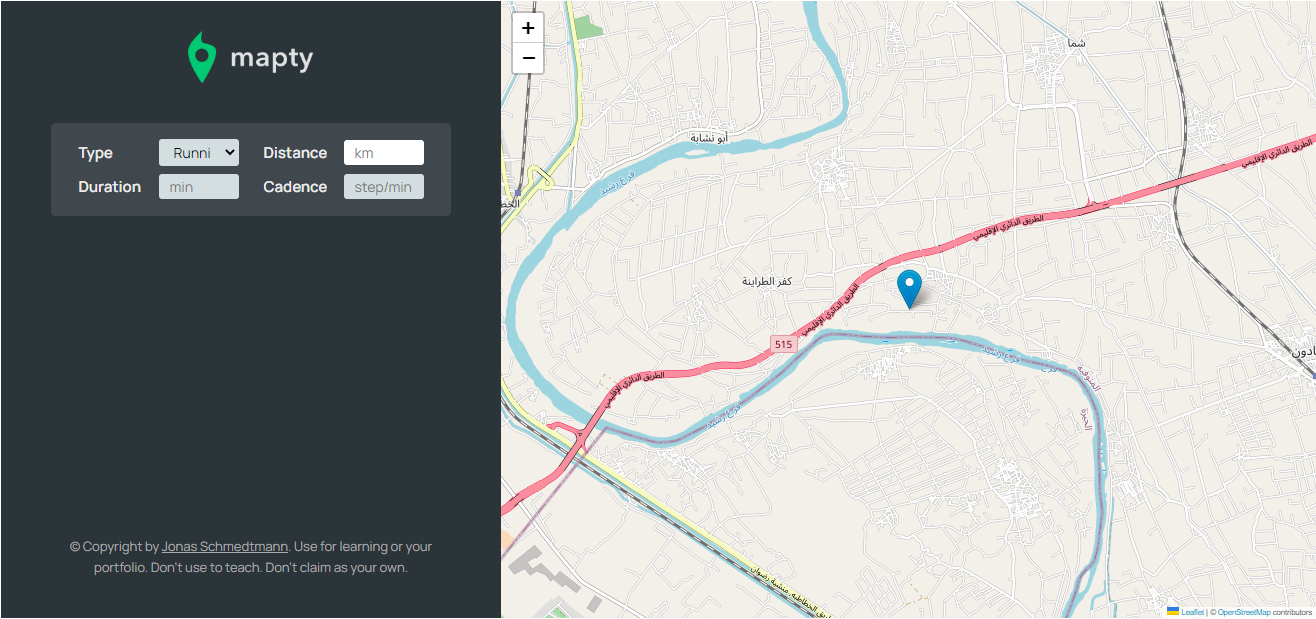 mapty
Type
Runni
Distance
km
Duration
min
Cadence
step/min
© Copyright by Jonas Schmedtmann. Use for learning or your
portfolio. Don't use to teach. Don't claim as your own.
+
−
شما
أبو نشابة
الطريق الدائري الإقليمي
فرع رشيد
الطريق الدائري الإقليمي
كفر الطراينة
الطريق الدائري الإقليمي
515
فرع رشيد
الطريق الدائري الإقليمي
المنوفية
الجيزة
فرع رشيد
Leaflet | © OpenStreetMap contributors